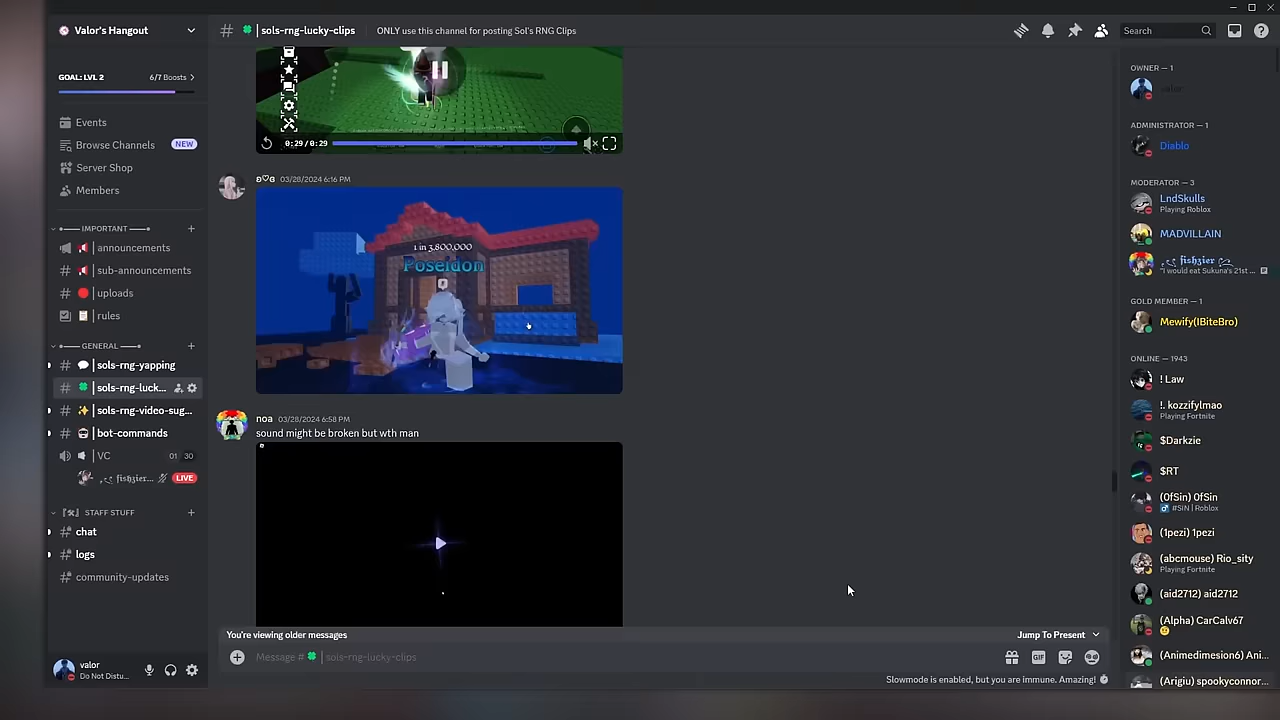 Valor's Hangout
sols-rng-lucky-clips
ONLY use this channel for posting Sol's RNG Clips
Search
GOAL: LVL 2
6/7 Boosts
Events
Browse Channels
NEW
Server Shop
Members
IMPORTANT
announcements
sub-announcements
uploads
rules
GENERAL
sols-rng-yapping
sols-rng-luck...
sols-rng-video-sug...
bot-commands
VC
01 30
fishzier...
LIVE
STAFF STUFF
chat
logs
community-updates
valor
Do Not Distu...
0:29/0:29
ʚ♡ɞ 03/28/2024 6:16 PM
1 in 3,800,000
Poseidon
noa 03/28/2024 6:58 PM
sound might be broken but wth man
You're viewing older messages
Jump To Present
Message # | sols-rng-lucky-clips
GIF
Slowmode is enabled, but you are immune. Amazing!
OWNER — 1
valor
ADMINISTRATOR — 1
Diablo
MODERATOR — 3
LndSkulls
Playing Roblox
MADVILLAIN
fishzier
"I would eat Sukuna's 21st ...
GOLD MEMBER — 1
Mewify(IBiteBro)
ONLINE — 1943
! Law
!. kozzifylmao
Playing Fortnite
$Darkzie
$RT
(0fSin) 0fSin
#SIN | Roblox
(1pezi) 1pezi
(abcmouse) Rio_sity
Playing Fortnite
(aid2712) aid2712
(Alpha) CarCalv67
(Animedimesion6) Ani...
(Arigiu) spookyconnor...